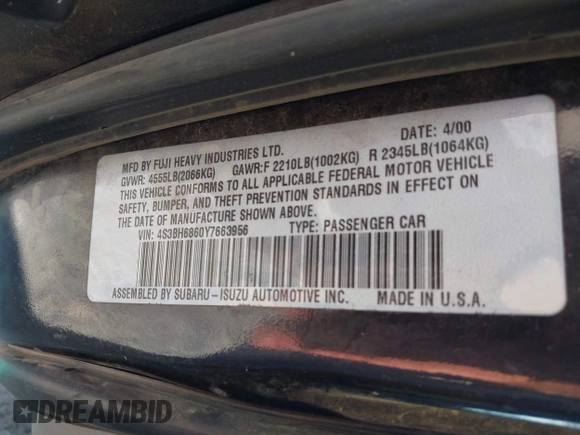 MFD BY FUJI HEAVY INDUSTRIES LTD. DATE: 4/00
GVWR: 4555LB(2066KG) GAWR:F 2210LB(1002KG) R 2345LB(1064KG)
THIS VEHICLE CONFORMS TO ALL APPLICABLE FEDERAL MOTOR VEHICLE
SAFETY, BUMPER, AND THEFT PREVENTION STANDARDS IN EFFECT ON
THE DATE OF MANUFACTURE SHOWN ABOVE.
VIN: 4S3BH6860Y7663956 TYPE: PASSENGER CAR
ASSEMBLED BY SUBARU-ISUZU AUTOMOTIVE INC. MADE IN U.S.A.
DREAMBID